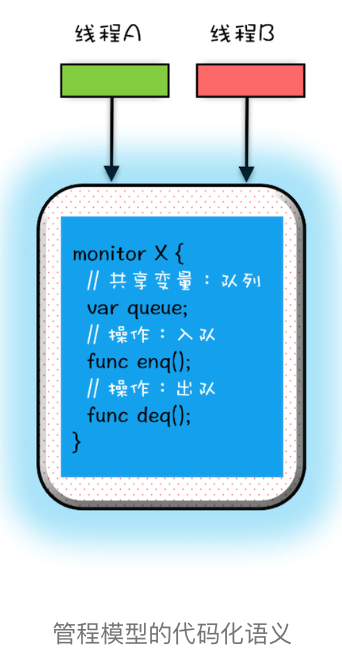 线程A 线程B
monitor X {
// 共享变量：队列
var queue;
// 操作：入队
func enq();
// 操作：出队
func deq();
}
管程模型的代码化语义